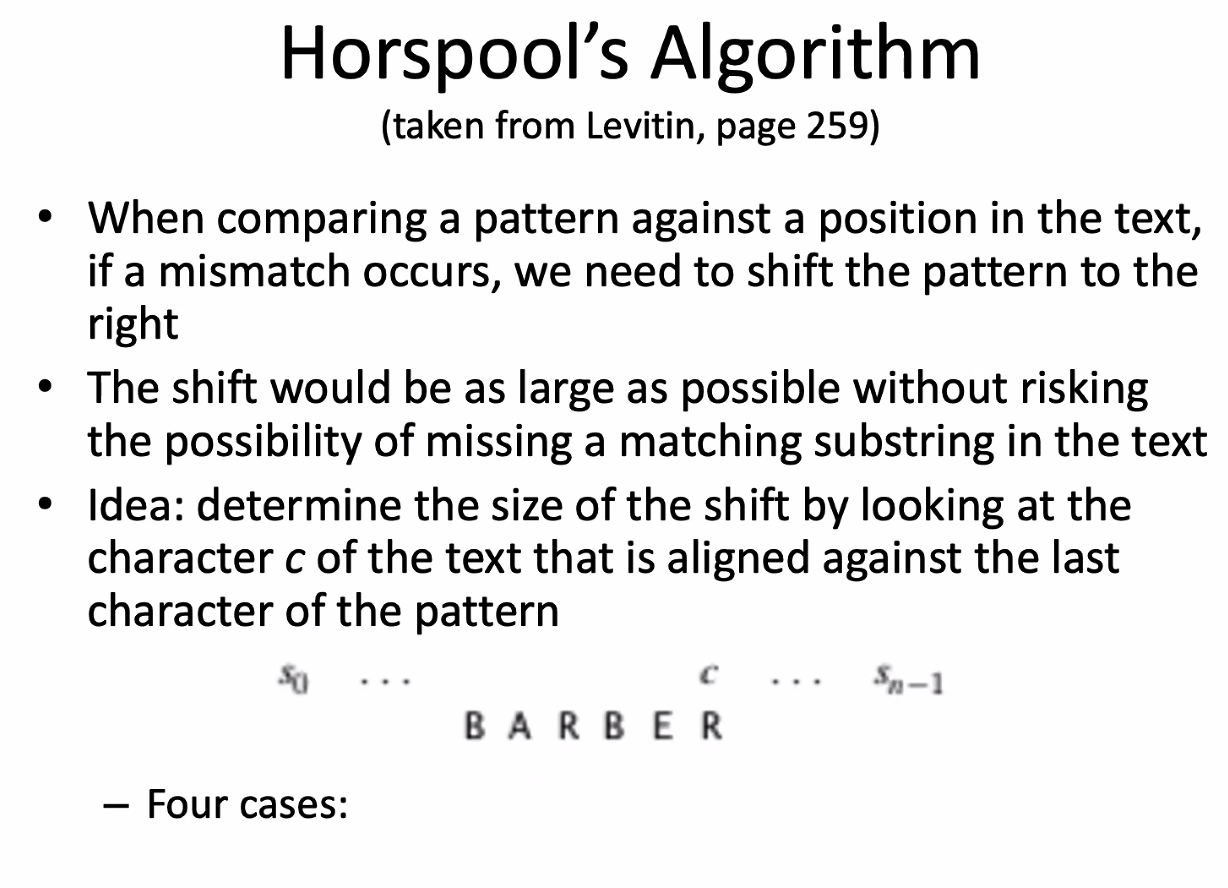 Horspool’s Algorithm
(taken from Levitin, page 259)
• When comparing a pattern against a position in the text,
if a mismatch occurs, we need to shift the pattern to the
right
• The shift would be as large as possible without risking
the possibility of missing a matching substring in the text
• Idea: determine the size of the shift by looking at the
character c of the text that is aligned against the last
character of the pattern
s₀ ... c ... sₙ₋₁
B A R B E R
– Four cases: